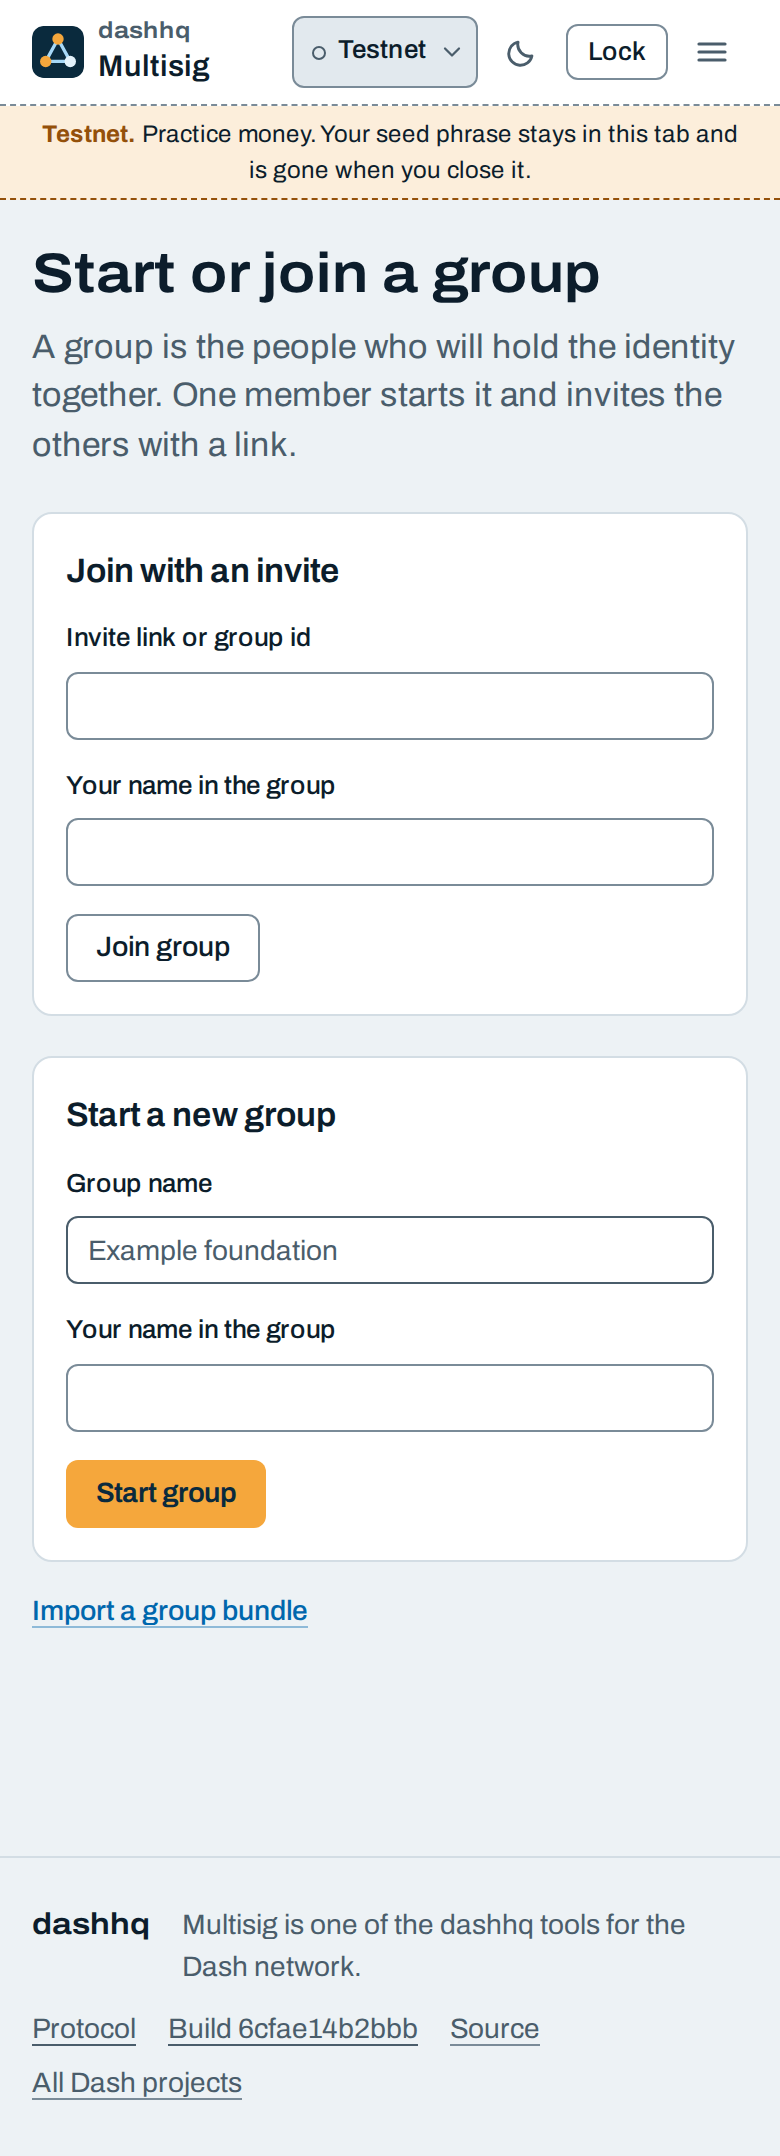 dashhq
Multisig
Testnet
Lock
Testnet. Practice money. Your seed phrase stays in this tab and
is gone when you close it.
Start or join a group
A group is the people who will hold the identity
together. One member starts it and invites the
others with a link.
Join with an invite
Invite link or group id
Your name in the group
Join group
Start a new group
Group name
Example foundation
Your name in the group
Start group
Import a group bundle
dashhq
Multisig is one of the dashhq tools for the
Dash network.
Protocol
Build 6cfae14b2bbb
Source
All Dash projects